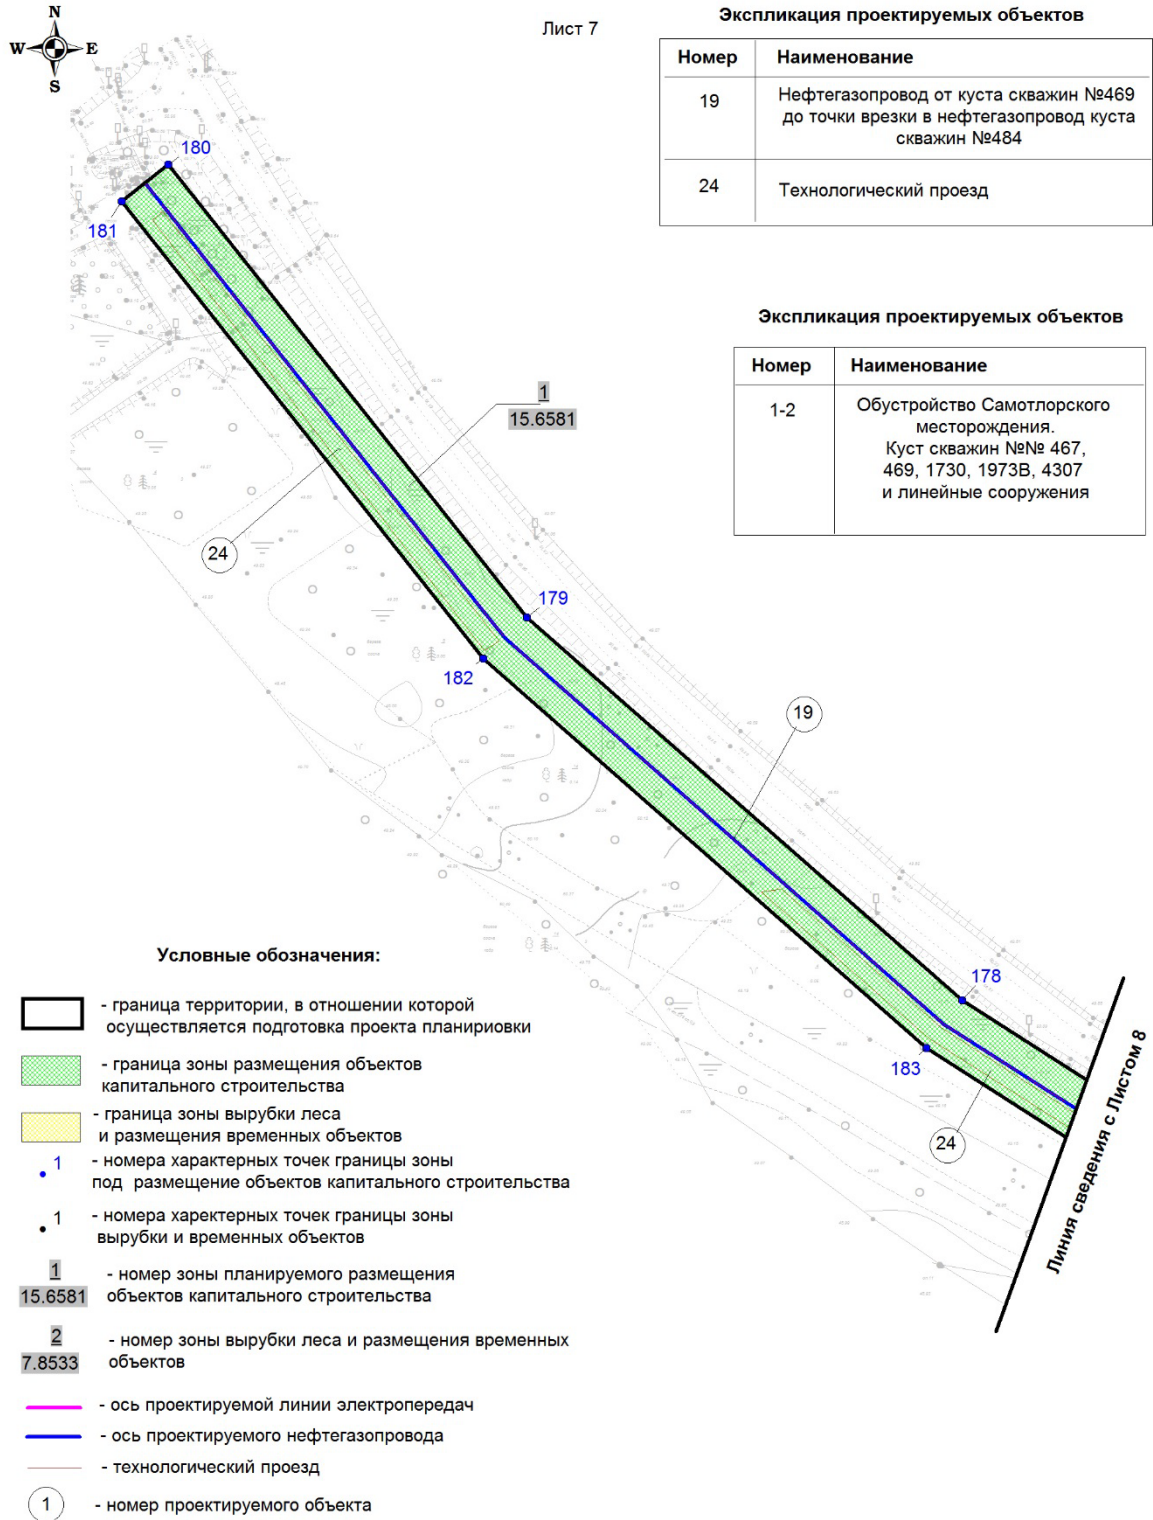 N
W E
S
Лист 7
Экспликация проектируемых объектов
Номер Наименование
19 Нефтегазопровод от куста скважин №469
до точки врезки в нефтегазопровод куста
скважин №484
24 Технологический проезд
Экспликация проектируемых объектов
Номер Наименование
1-2 Обустройство Самотлорского
месторождения.
Куст скважин №№ 467,
469, 1730, 1973В, 4307
и линейные сооружения
180
181
1
15.6581
24
179
182
19
178
183
24
Линия сведения с Листом 8
Условные обозначения:
- граница территории, в отношении которой
осуществляется подготовка проекта планириовки
- граница зоны размещения объектов
капитального строительства
- граница зоны вырубки леса
и размещения временных объектов
1 - номера характерных точек границы зоны
под размещение объектов капитального строительства
1 - номера харектерных точек границы зоны
вырубки и временных объектов
1 - номер зоны планируемого размещения
15.6581 объектов капитального строительства
2 - номер зоны вырубки леса и размещения временных
7.8533 объектов
- ось проектируемой линии электропередач
- ось проектируемого нефтегазопровода
- технологический проезд
1 - номер проектируемого объекта